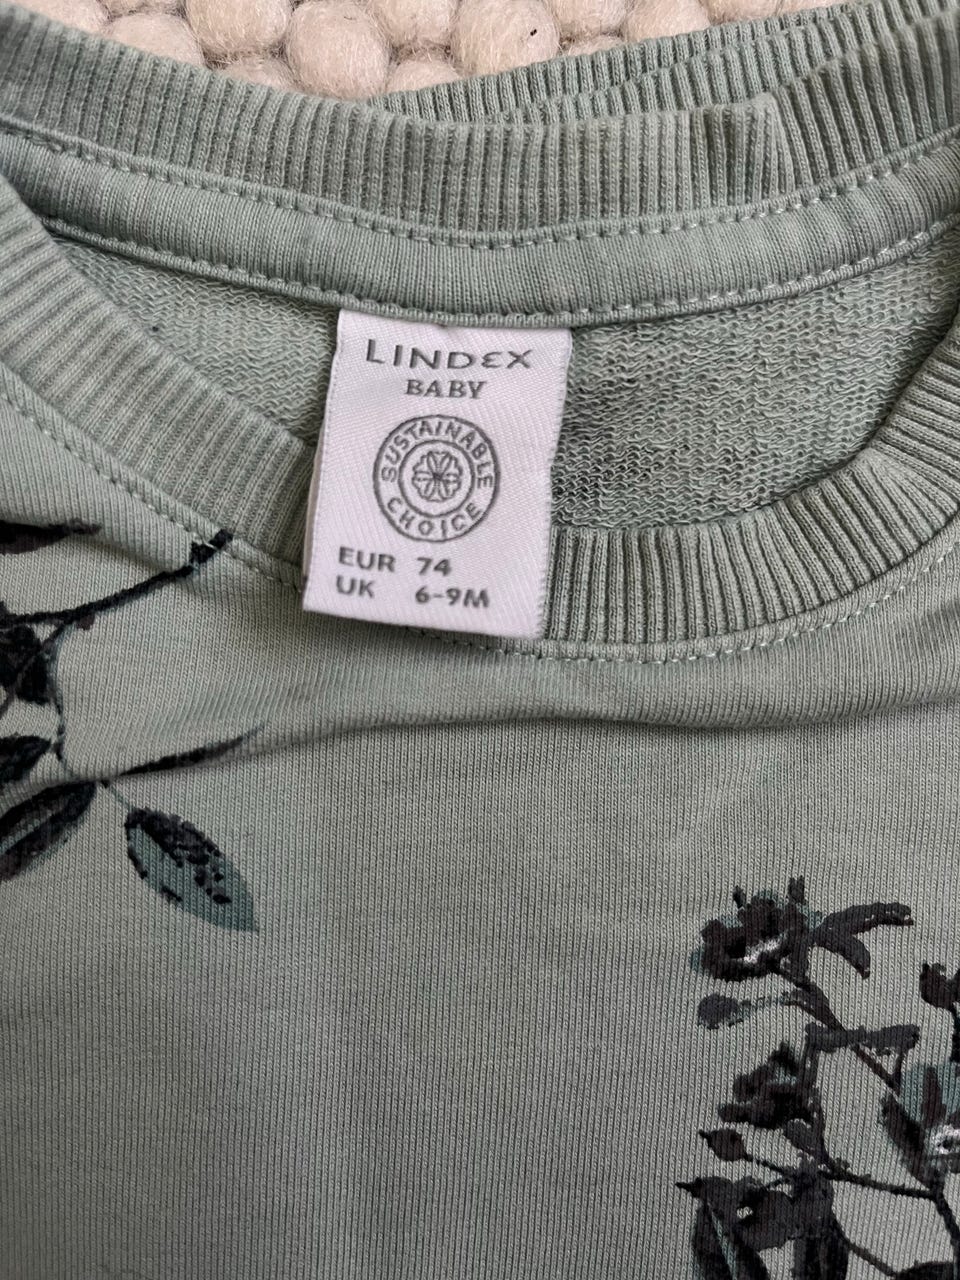 LINDEX
BABY
SUSTAINABLE
CHOICE
EUR 74
UK 6-9M